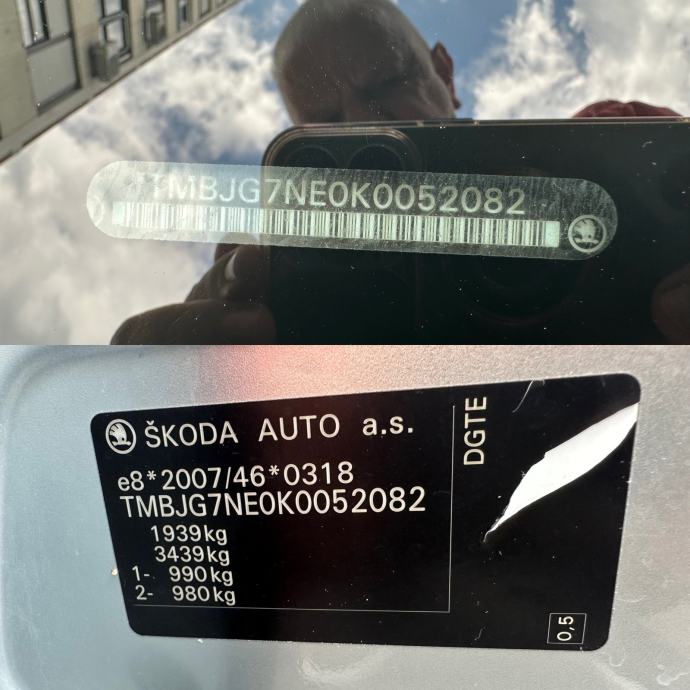 TMBJG7NE0K0052082
ŠKODA AUTO a.s.
DGTE
e8*2007/46*0318
TMBJG7NE0K0052082
1939kg
3439kg
1- 990kg
2- 980kg
0,5